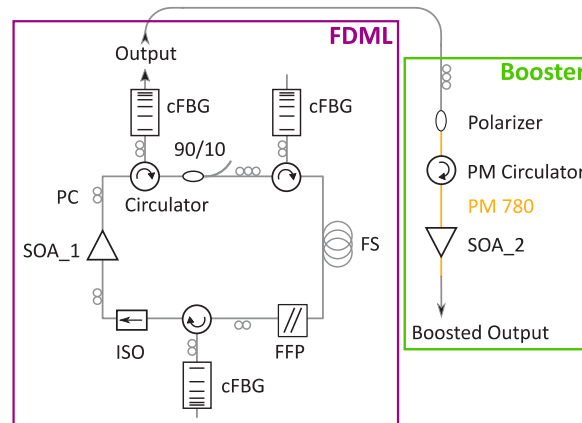 FDML
Output
Booster
cFBG
cFBG
90/10
Polarizer
PM Circulator
PC
Circulator
PM 780
SOA_1
FS
SOA_2
ISO
FFP
Boosted Output
cFBG